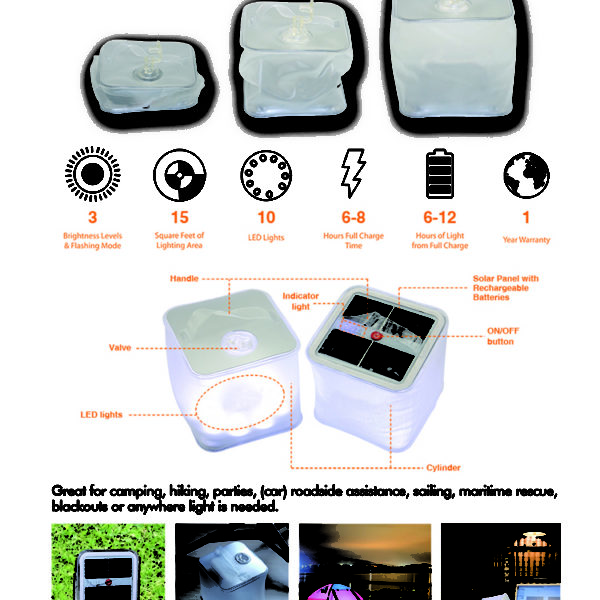 3
15
10
6-8
6-12
1
Brightness Levels
& Flashing Mode
Square Feet of
Lighting Area
LED Lights
Hours Full Charge
Time
Hours of Light
from Full Charge
Year Warranty
Handle
Indicator
light
Solar Panel with
Rechargeable
Batteries
ON/OFF
button
Valve
LED lights
Cylinder
Great for camping, hiking, parties, (car) roadside assistance, sailing, maritime rescue,
blackouts or anywhere light is needed.